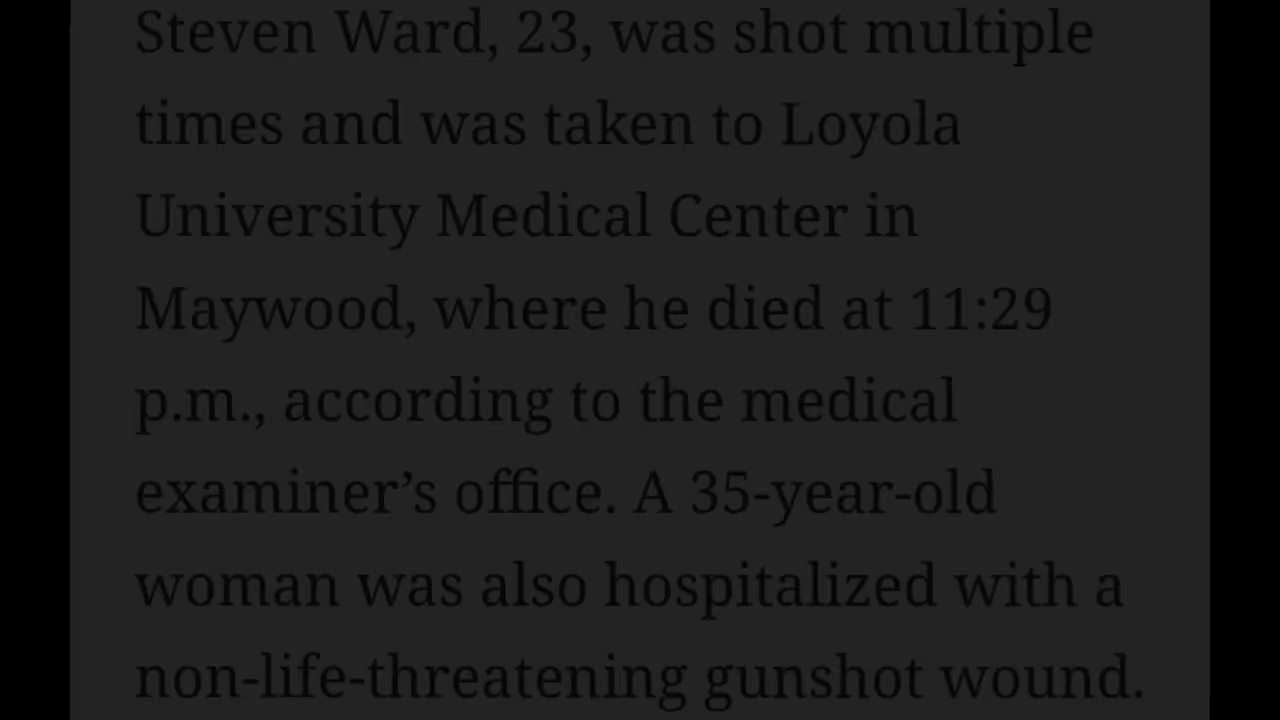 Steven Ward, 23, was shot multiple
times and was taken to Loyola
University Medical Center in
Maywood, where he died at 11:29
p.m., according to the medical
examiner’s office. A 35-year-old
woman was also hospitalized with a
non-life-threatening gunshot wound.